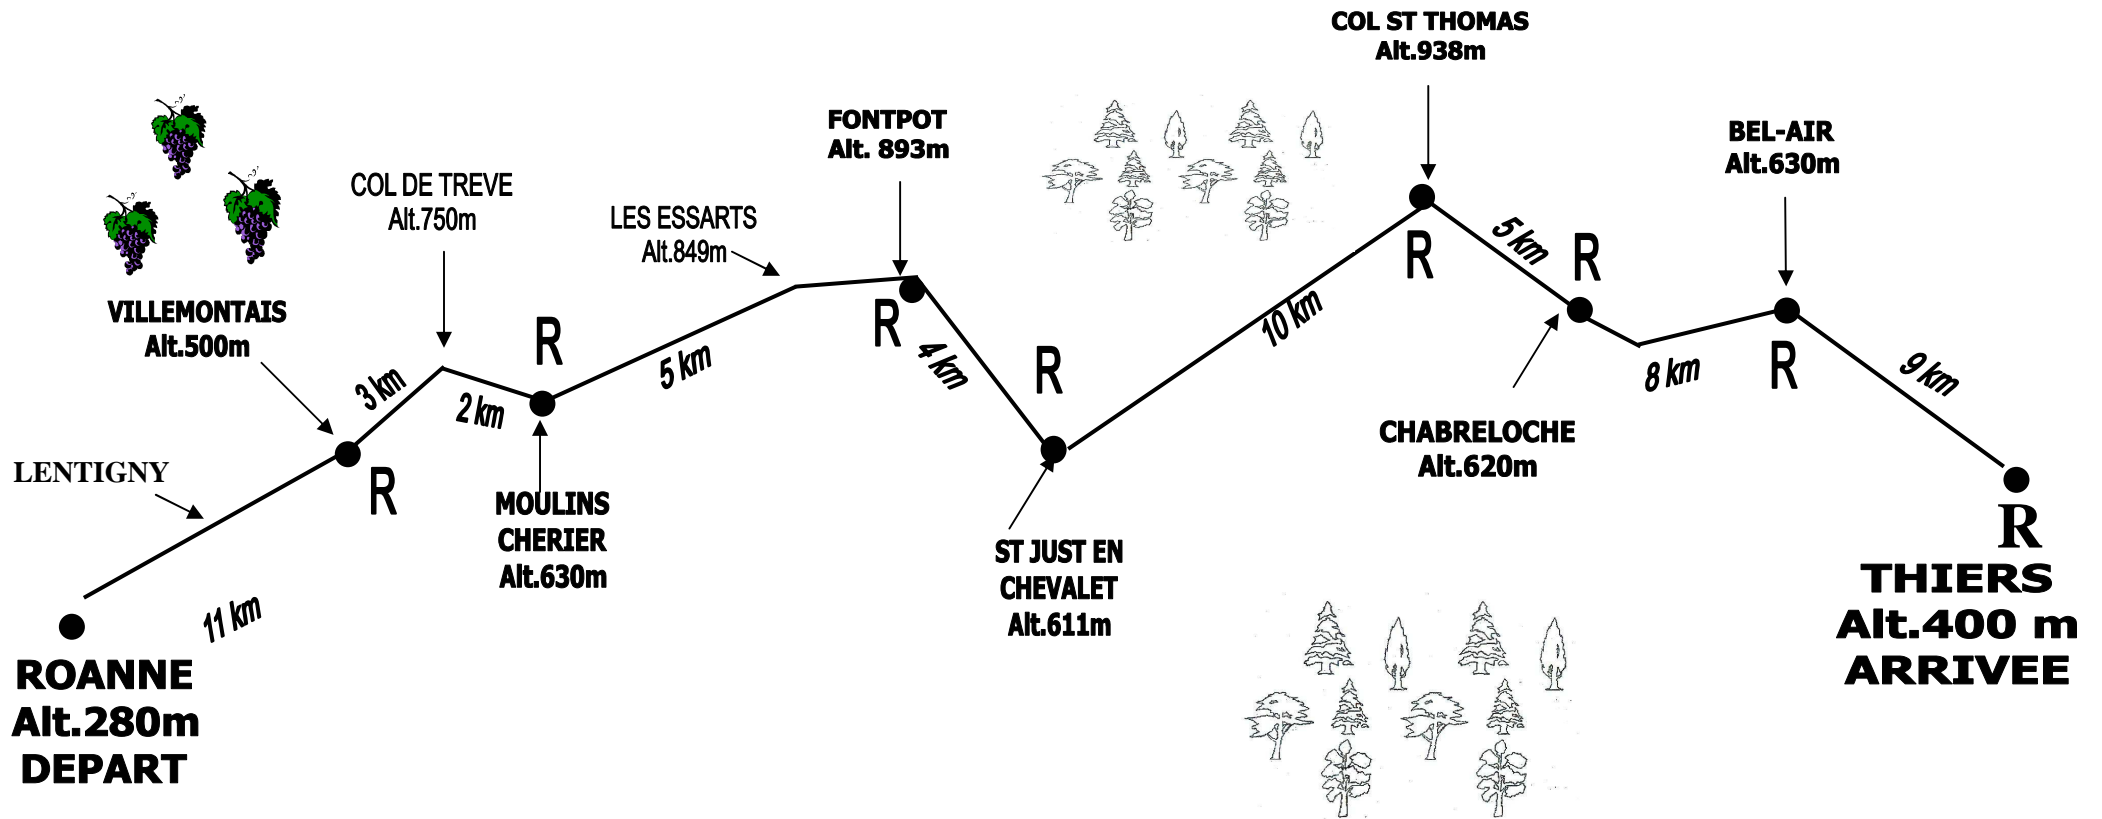 COL ST THOMAS
Alt.938m
FONTPOT
Alt. 893m
BEL-AIR
Alt.630m
COL DE TREVE
Alt.750m
LES ESSARTS
Alt.849m
VILLEMONTAIS
Alt.500m
LENTIGNY
R
3 km
2 km
R
5 km
R
4 km
R
10 km
R
5 km
R
8 km
R
9 km
CHABRELOCHE
Alt.620m
MOULINS
CHERIER
Alt.630m
ST JUST EN
CHEVALET
Alt.611m
11 km
ROANNE
Alt.280m
DEPART
R
THIERS
Alt.400 m
ARRIVEE